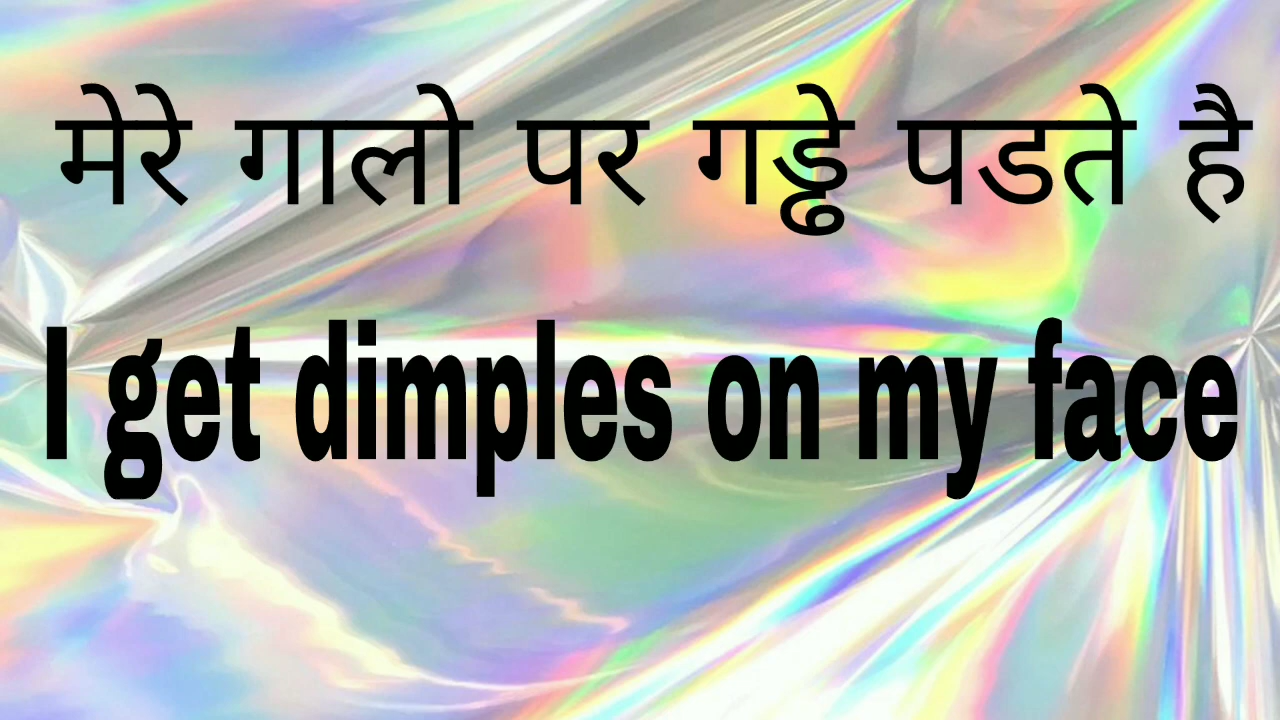 मेरे गालो पर गड्ढे पडते है
I get dimples on my face